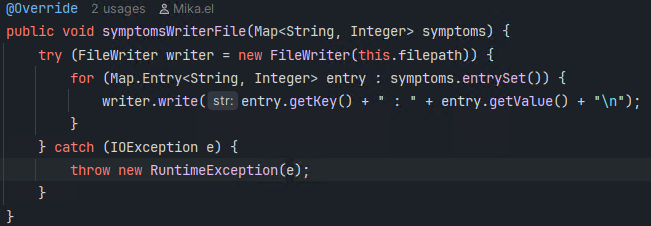 @Override 2 usages Mika.el
public void symptomsWriterFile(Map<String, Integer> symptoms) {
try (FileWriter writer = new FileWriter(this.filepath)) {
for (Map.Entry<String, Integer> entry : symptoms.entrySet()) {
writer.write( str: entry.getKey() + " : " + entry.getValue() + "\n");
}
} catch (IOException e) {
throw new RuntimeException(e);
}
}